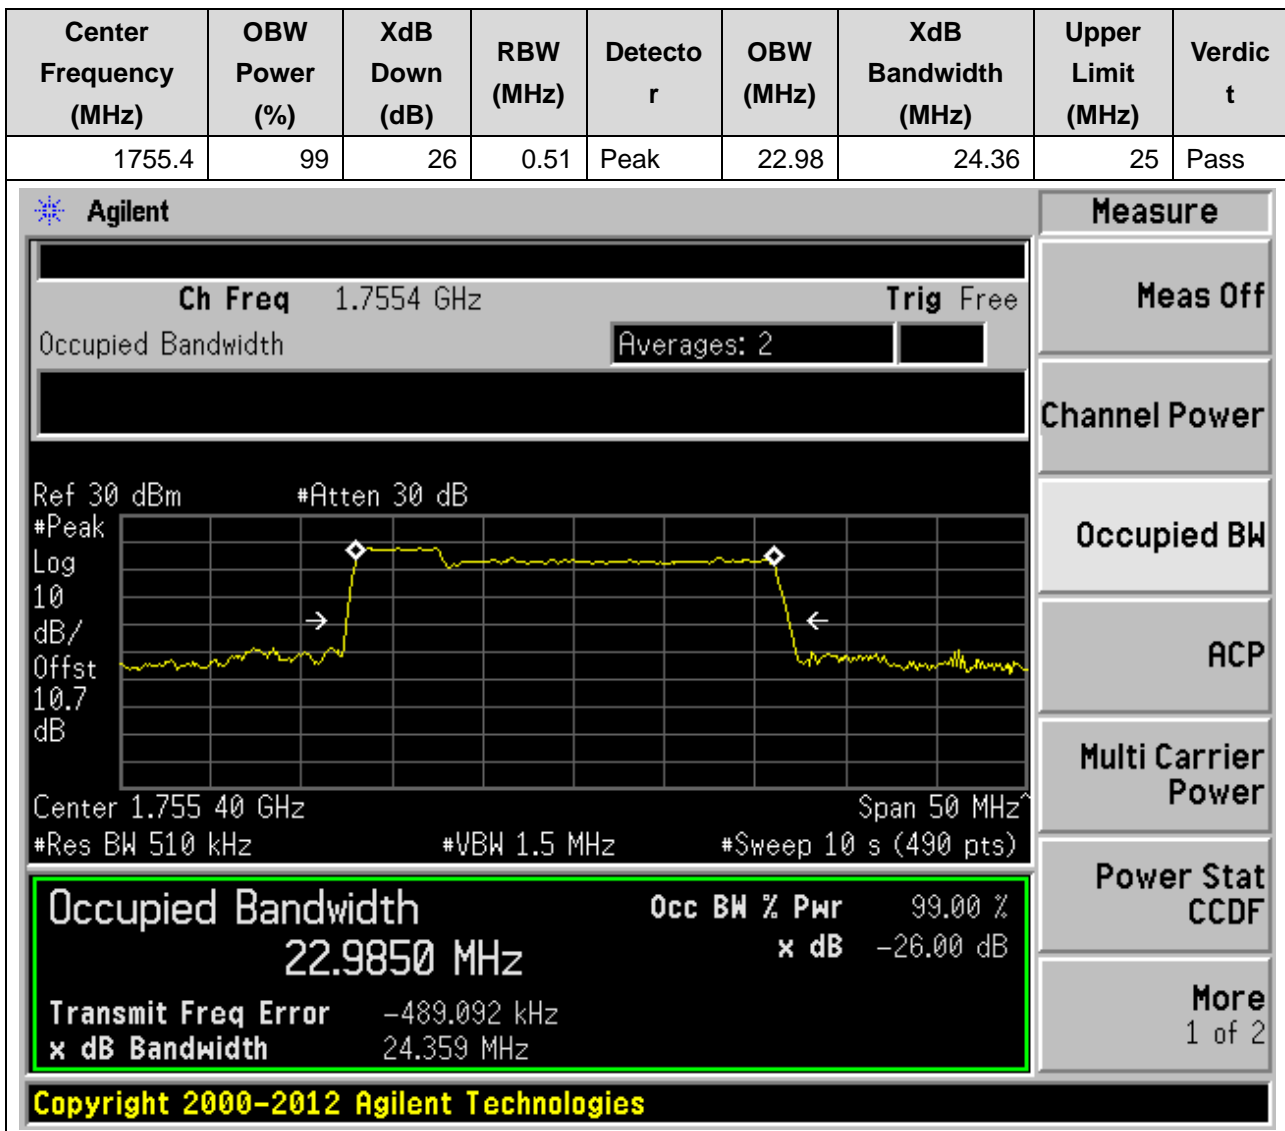 Center Frequency (MHz) OBW Power (%) XdB Down (dB) RBW (MHz) Detecto r OBW (MHz) XdB Bandwidth (MHz) Upper Limit (MHz) Verdic t
1755.4 99 26 0.51 Peak 22.98 24.36 25 Pass
Agilent
Measure
Ch Freq 1.7554 GHz Trig Free
Meas Off
Occupied Bandwidth Averages: 2
Channel Power
Ref 30 dBm #Atten 30 dB
#Peak
Log
10
dB/
Offst
10.7
dB
Occupied BW
ACP
Center 1.755 40 GHz Span 50 MHz^
#Res BW 510 kHz #VBW 1.5 MHz #Sweep 10 s (490 pts)
Multi Carrier
Power
Occupied Bandwidth Occ BW % Pwr 99.00 %
22.9850 MHz x dB -26.00 dB
Power Stat
CCDF
Transmit Freq Error -489.092 kHz
x dB Bandwidth 24.359 MHz
More
1 of 2
Copyright 2000-2012 Agilent Technologies